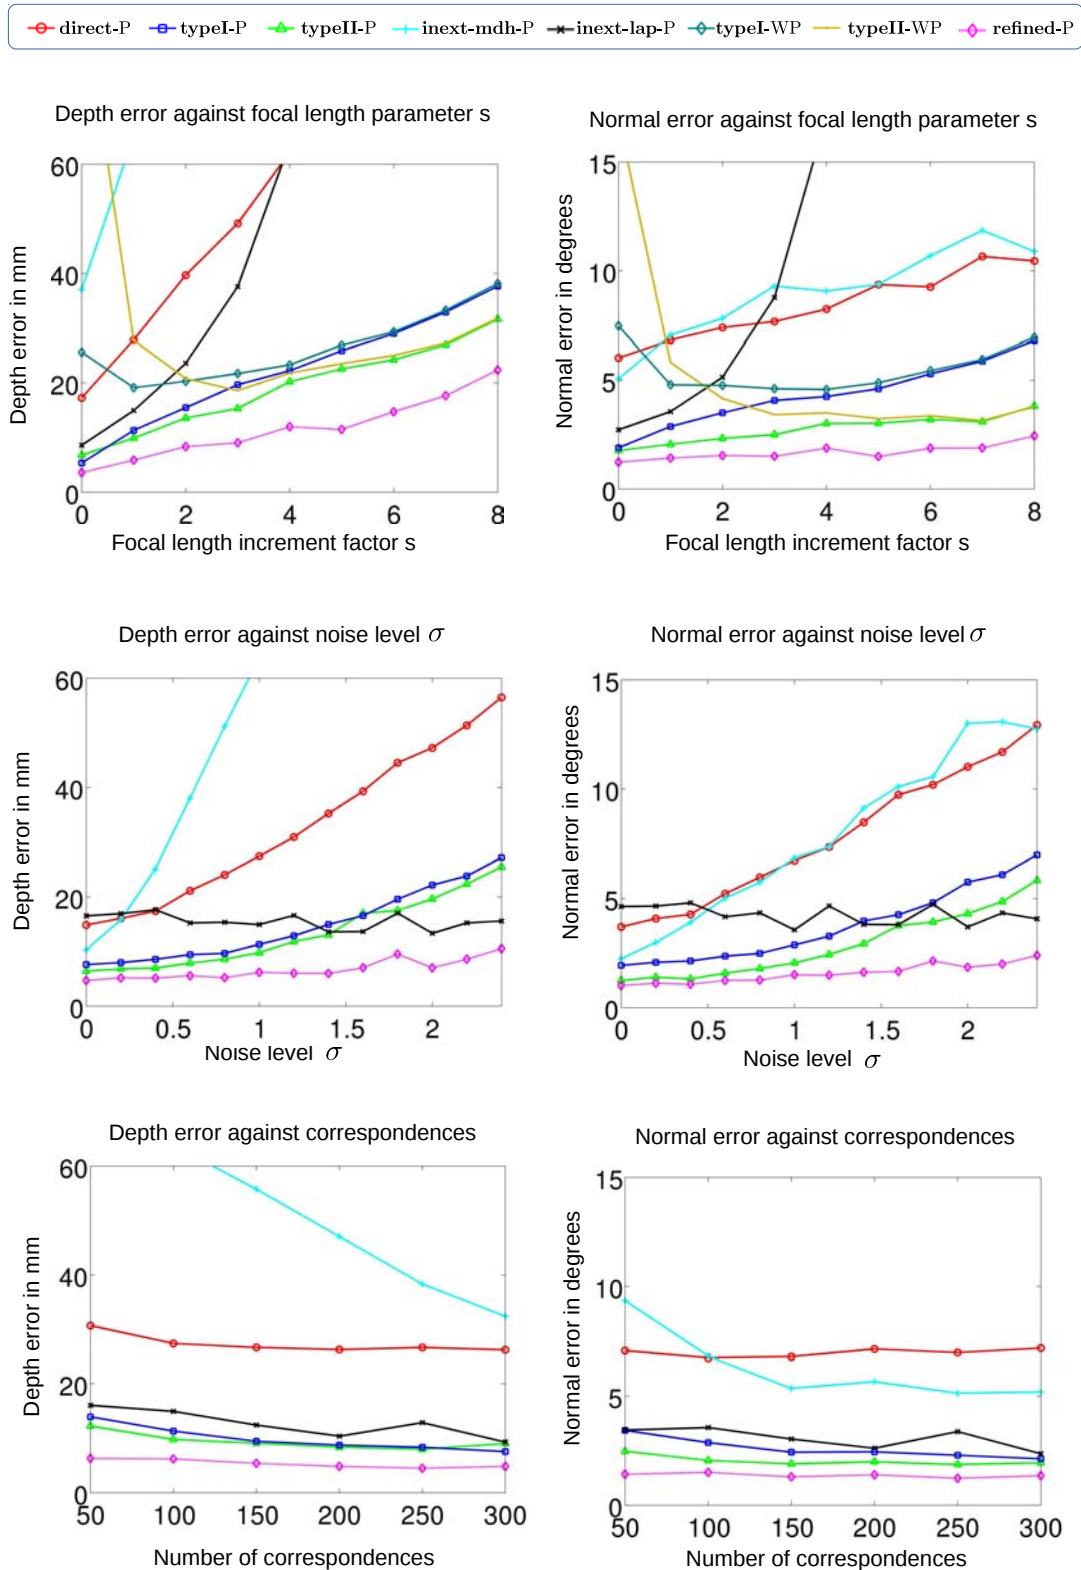 direct-P typeI-P typeII-P inext-mdh-P inext-lap-P typeI-WP typeII-WP refined-P
Depth error against focal length parameter s
60
40
20
0
0 2 4 6 8
Depth error in mm
Focal length increment factor s
Normal error against focal length parameter s
15
10
5
0
0 2 4 6 8
Normal error in degrees
Focal length increment factor s
Depth error against noise level σ
60
40
20
0
0 0.5 1 1.5 2
Depth error in mm
Noise level σ
Normal error against noise level σ
15
10
5
0
0 0.5 1 1.5 2
Normal error in degrees
Noise level σ
Depth error against correspondences
60
40
20
0
50 100 150 200 250 300
Depth error in mm
Number of correspondences
Normal error against correspondences
15
10
5
0
50 100 150 200 250 300
Normal error in degrees
Number of correspondences